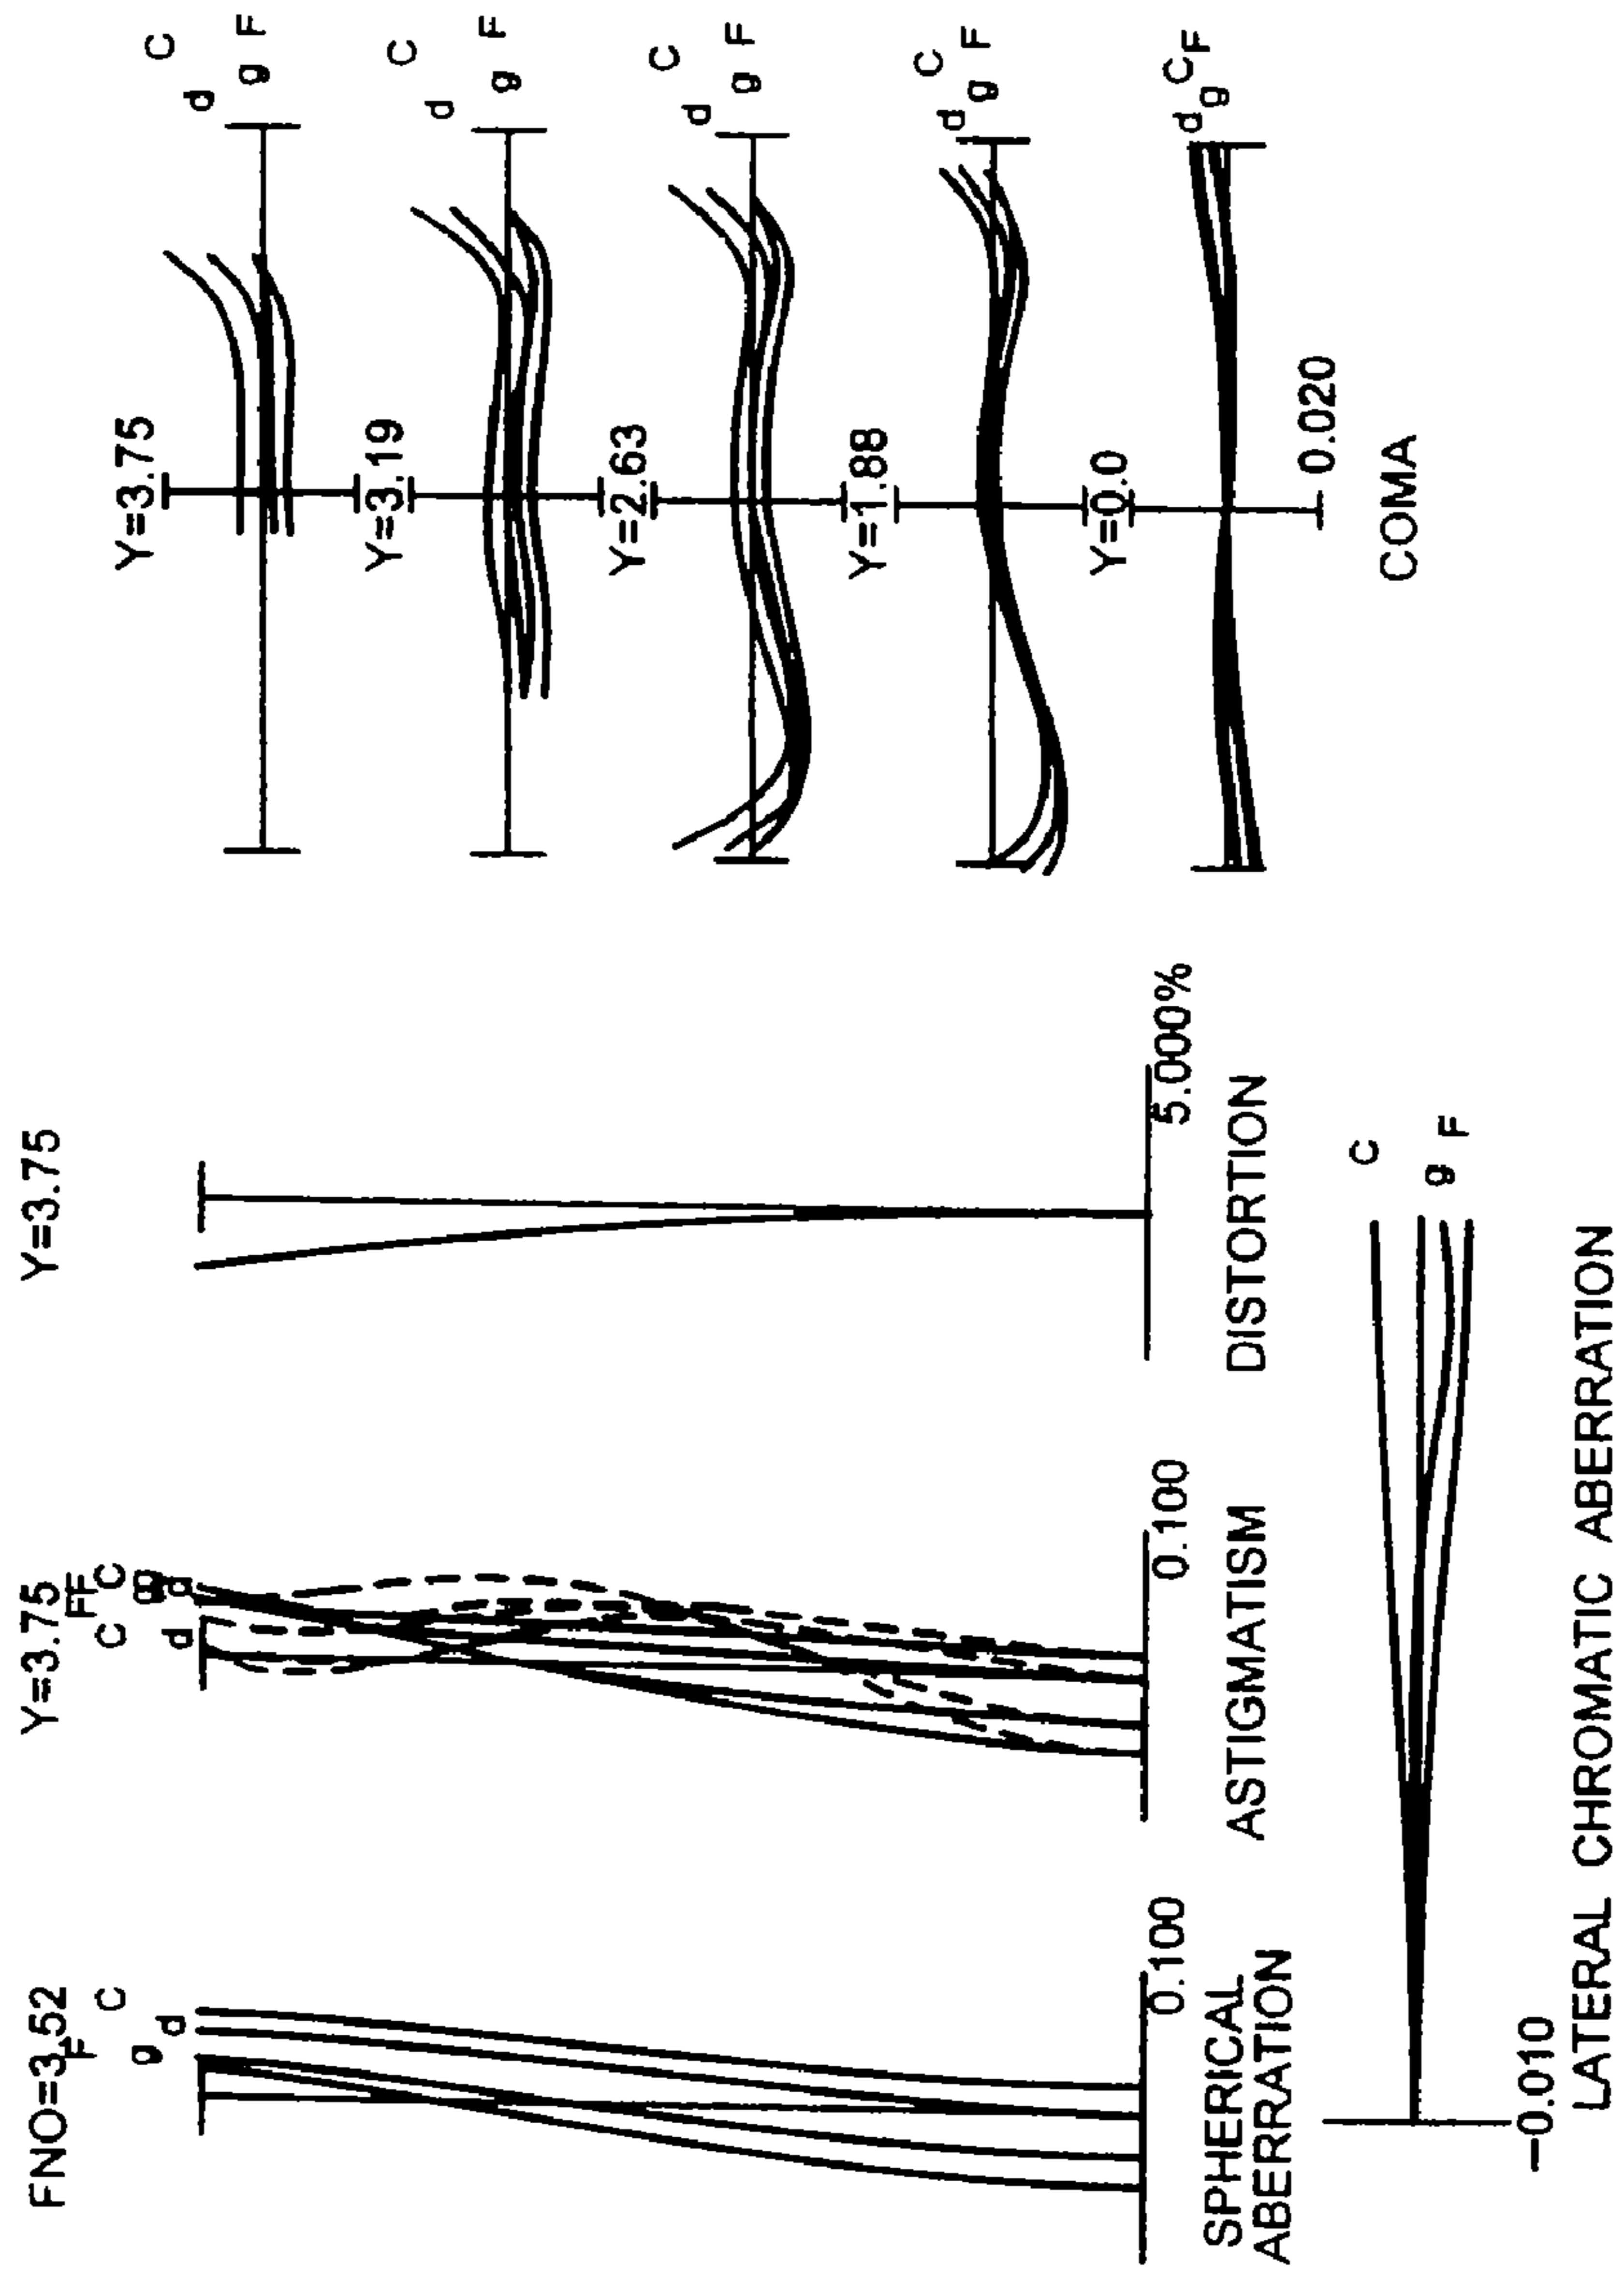 FNO=3.52
F
C
g
d
0.100
SPHERICAL
ABERRATION
Y=3.75
FF
C
C
g
d
d
0.100
ASTIGMATISM
Y=3.75
5.000%
DISTORTION
Y=3.75
C
d
g
F
Y=3.19
C
d
g
F
Y=2.63
C
d
g
F
Y=1.88
C
d
g
F
Y=0.0
C
F
d
g
0.020
COMA
C
g
F
-0.010
LATERAL CHROMATIC ABERRATION